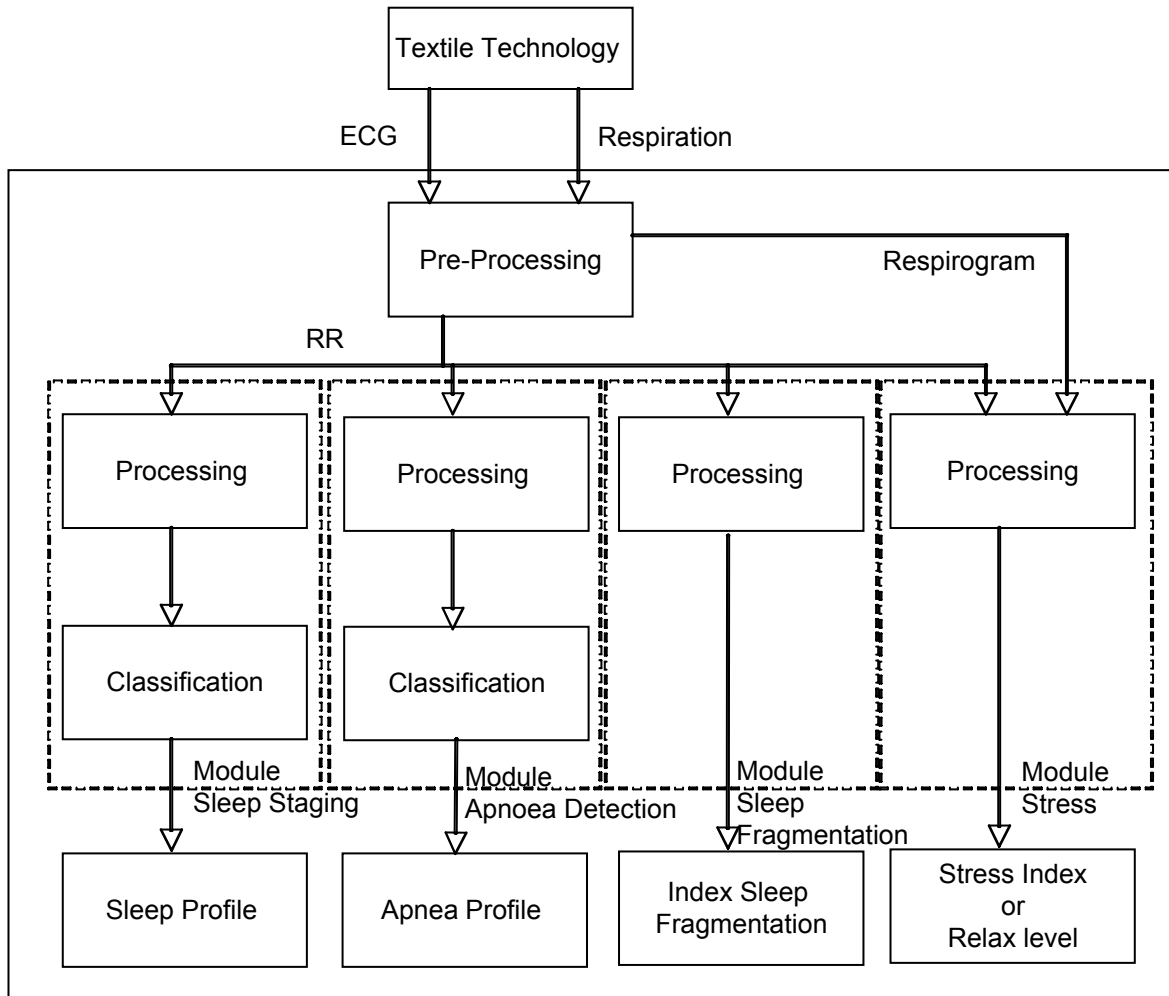 Textile Technology
ECG
Respiration
Pre-Processing
Respirogram
RR
Processing
Processing
Processing
Processing
Classification
Classification
Module
Sleep Staging
Module
Apnoea Detection
Module
Sleep
Fragmentation
Module
Stress
Sleep Profile
Apnea Profile
Index Sleep
Fragmentation
Stress Index
or
Relax level